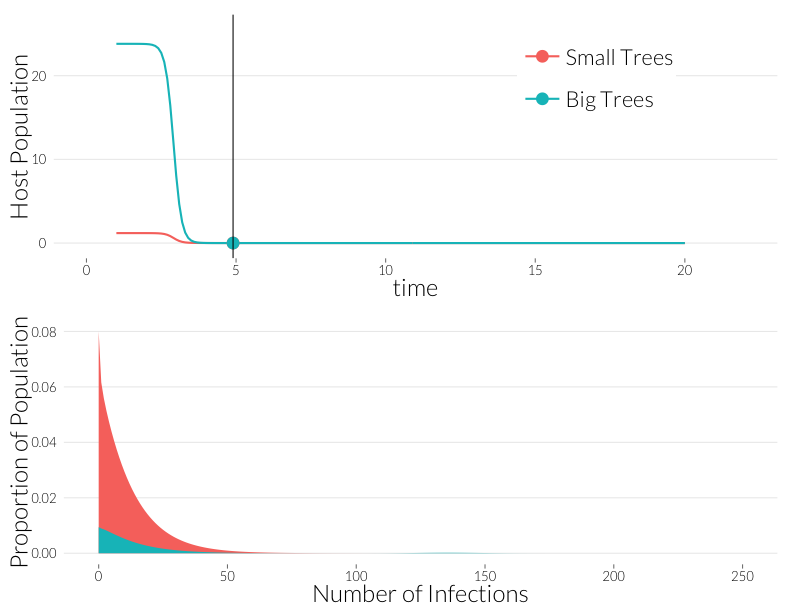 Host Population
20
10
0
Small Trees
Big Trees
0 5 10 15 20
time
Proportion of Population
0.08
0.06
0.04
0.02
0.00
0 50 100 150 200 250
Number of Infections